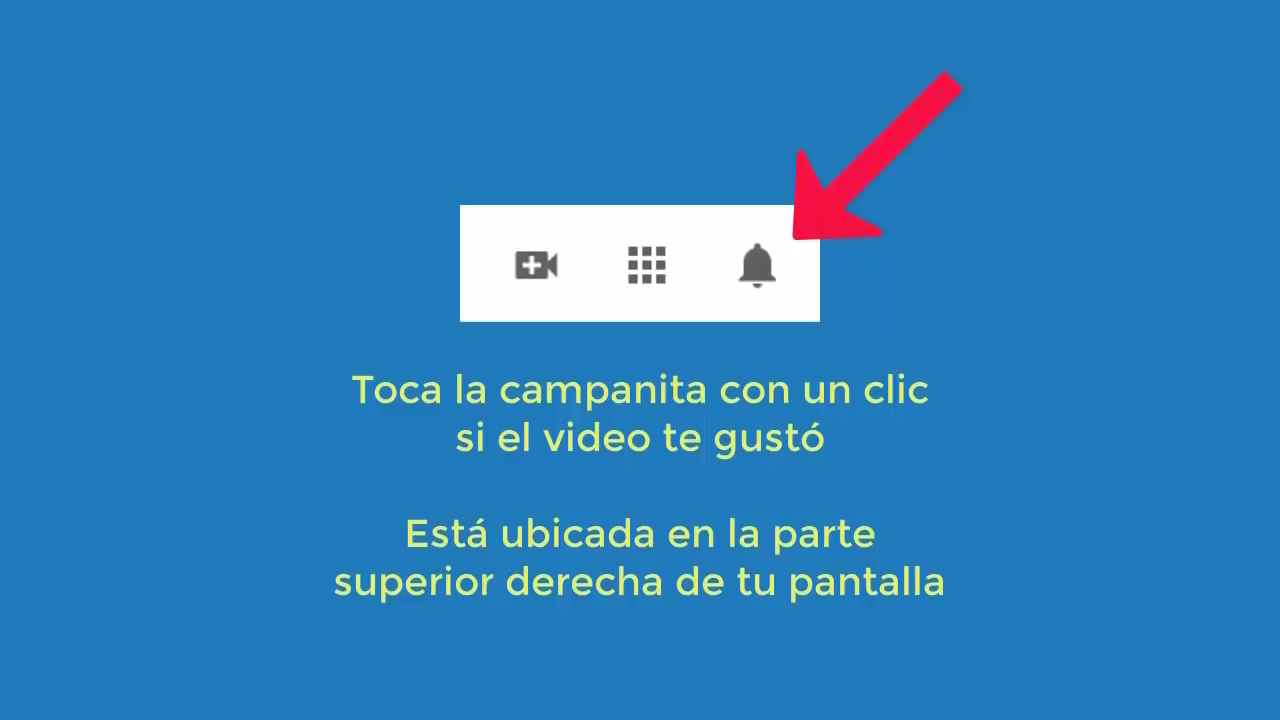 Toca la campanita con un clic
si el video te gustó
Está ubicada en la parte
superior derecha de tu pantalla